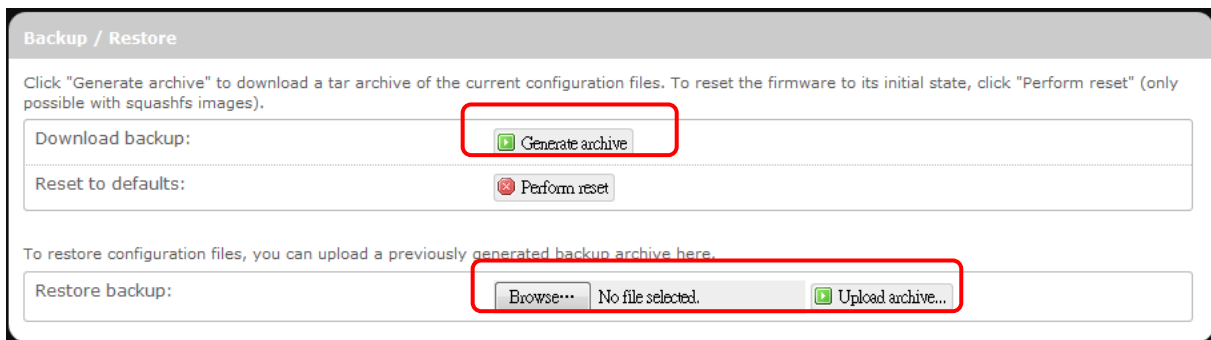 Backup / Restore
Click "Generate archive" to download a tar archive of the current configuration files. To reset the firmware to its initial state, click "Perform reset" (only
possible with squashfs images).
Download backup: Generate archive
Reset to defaults: Perform reset
To restore configuration files, you can upload a previously generated backup archive here.
Restore backup: Browse… No file selected. Upload archive...